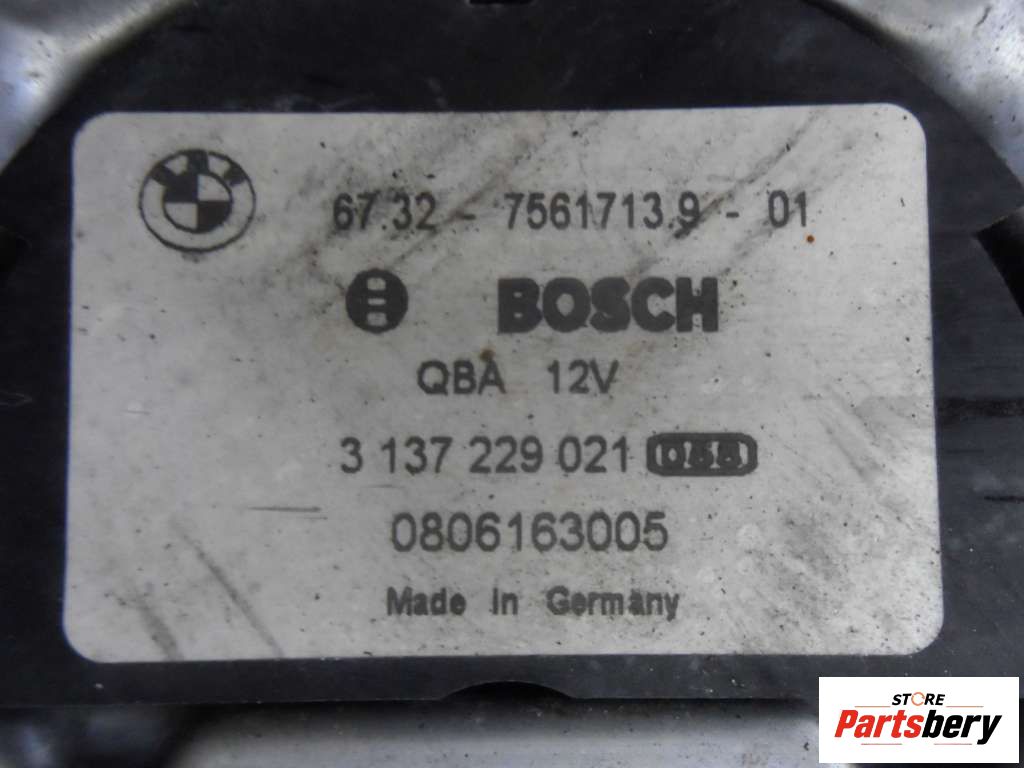 67.32 - 7561713.9 - 01
BOSCH
QBA 12V
3 137 229 021
0806163005
Made in Germany
STORE
Partsbery